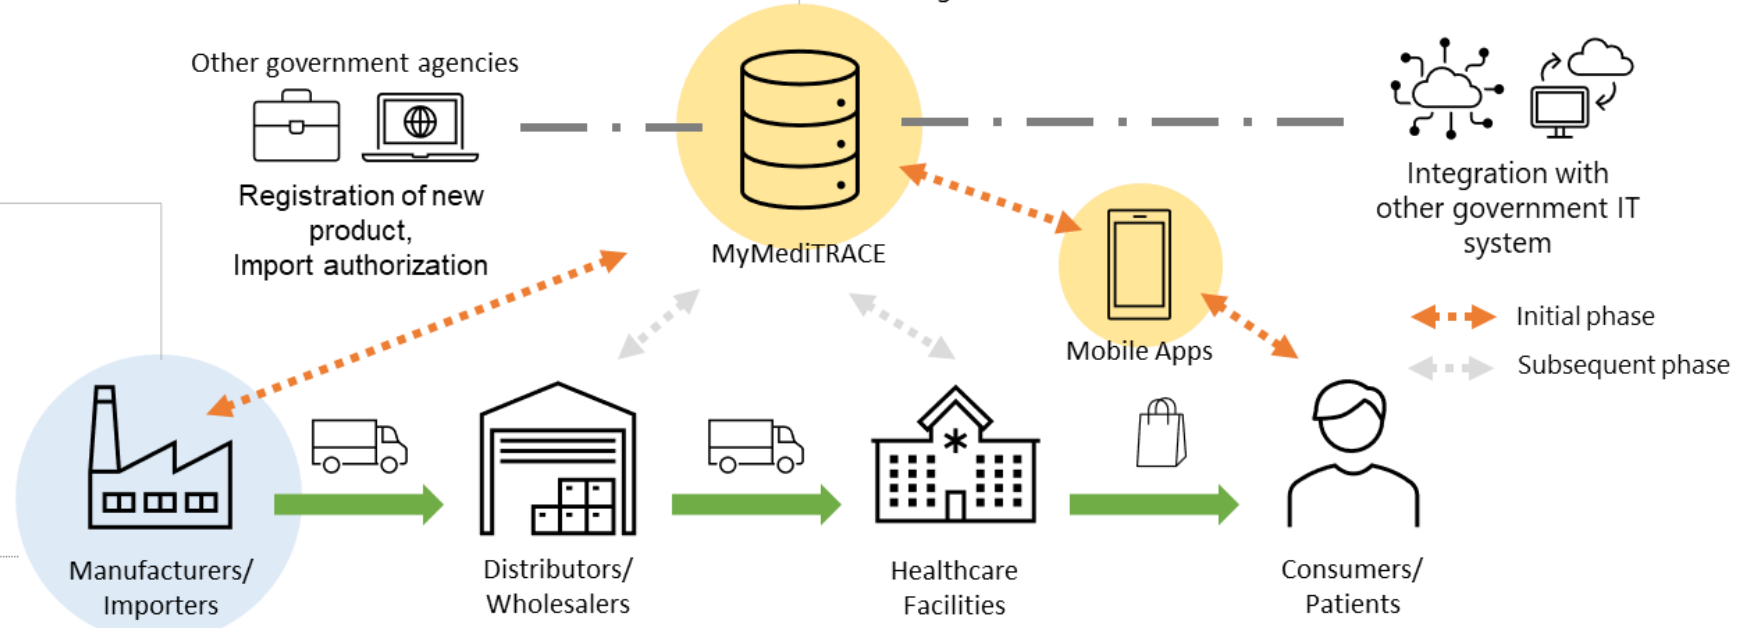 Other government agencies
Registration of new
product,
Import authorization
MyMediTRACE
Mobile Apps
Integration with
other government IT
system
Initial phase
Subsequent phase
Manufacturers/
Importers
Distributors/
Wholesalers
Healthcare
Facilities
Consumers/
Patients